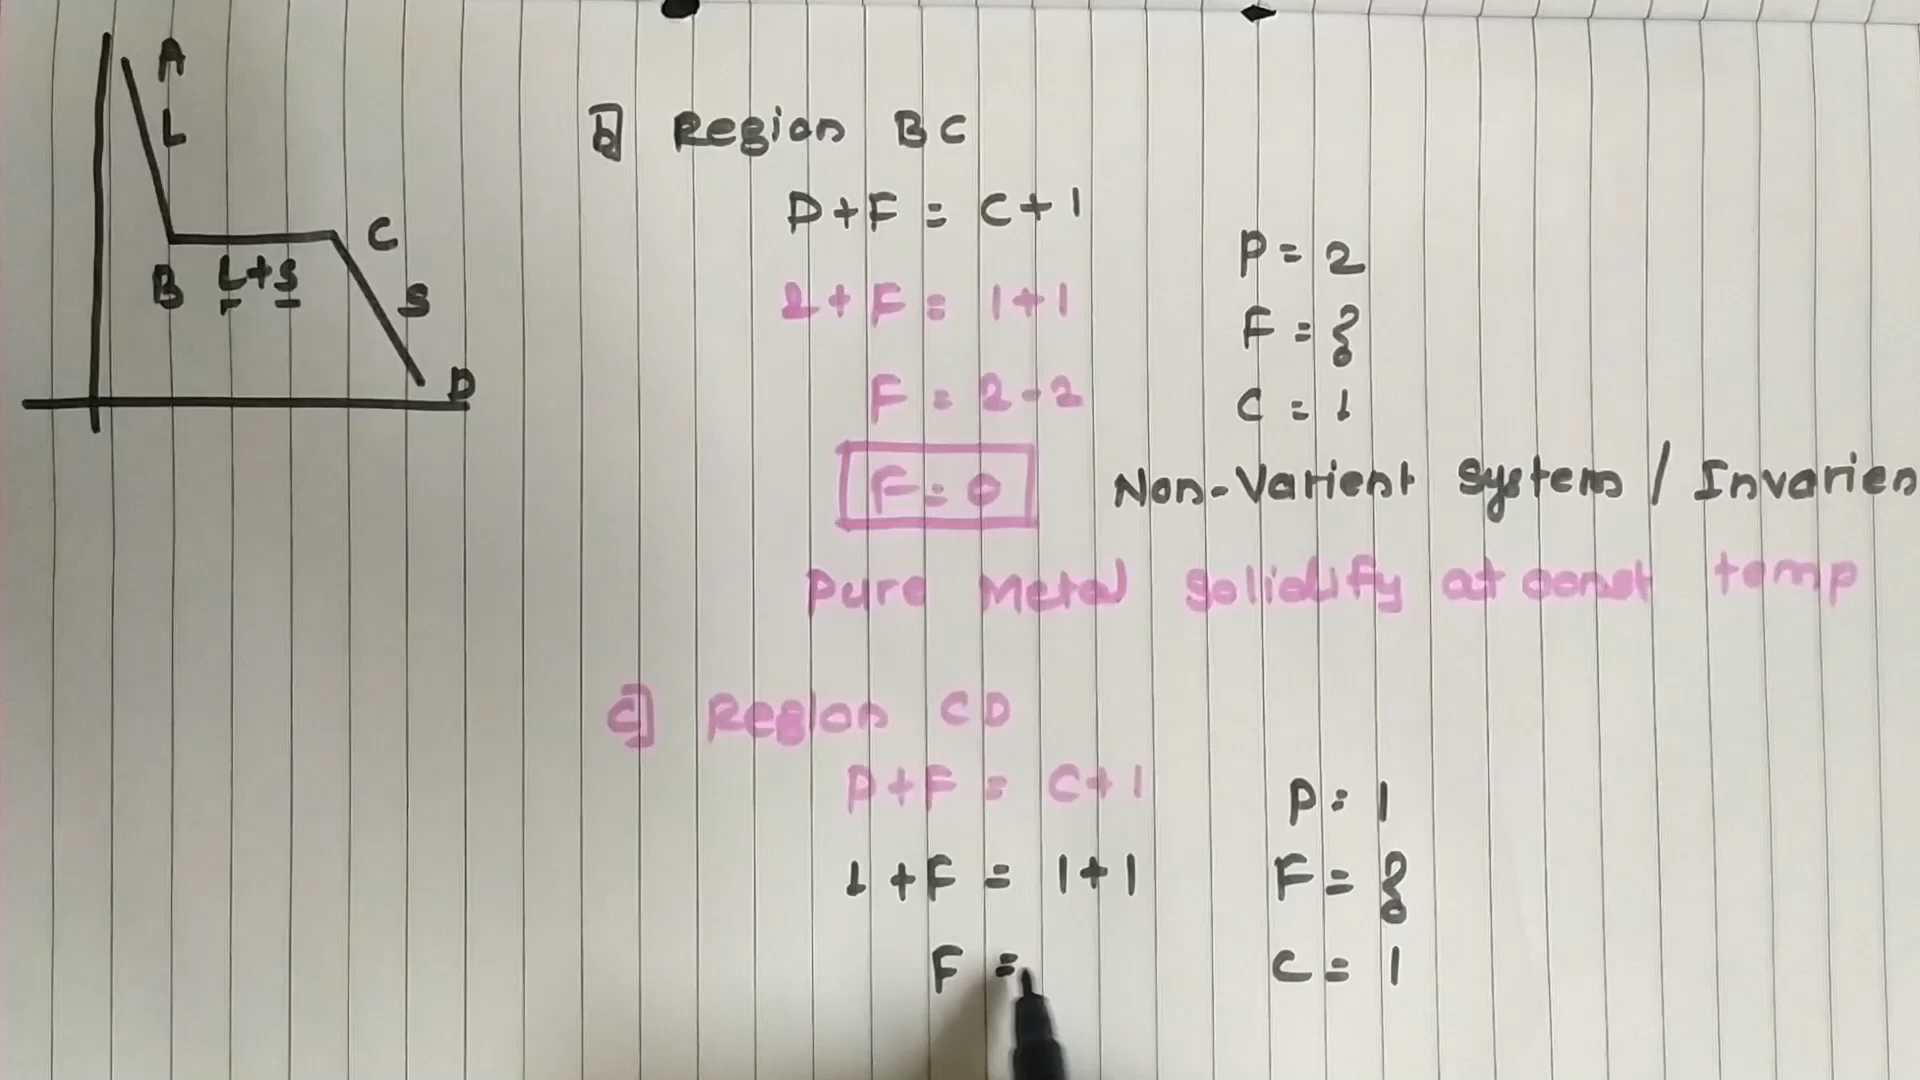 A
L
B
L+S
C
S
D
b] Region BC
P+F = C+1
2+F = 1+1
F = 2-2
F = 0
P = 2
F = ?
C = 1
Non-Varient System / Invarien
Pure Metal Solidify at const temp
c] Region CD
P+F = C+1
1+F = 1+1
F =
P = 1
F = ?
C = 1